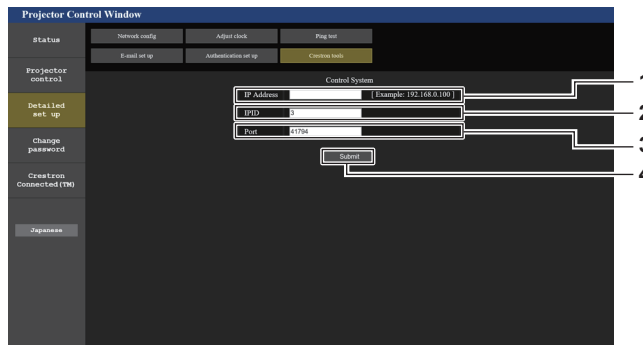 Projector Control Window
Status
Projector
control
Detailed
set up
Change
password
Crestron
Connected(TM)
Japanese
Network config
Adjust clock
Ping test
E-mail set up
Authentication set up
Crestron tools
Control System
IP Address [ Example: 192.168.0.100 ]
IPID 3
Port 41794
Submit
1
2
3
4